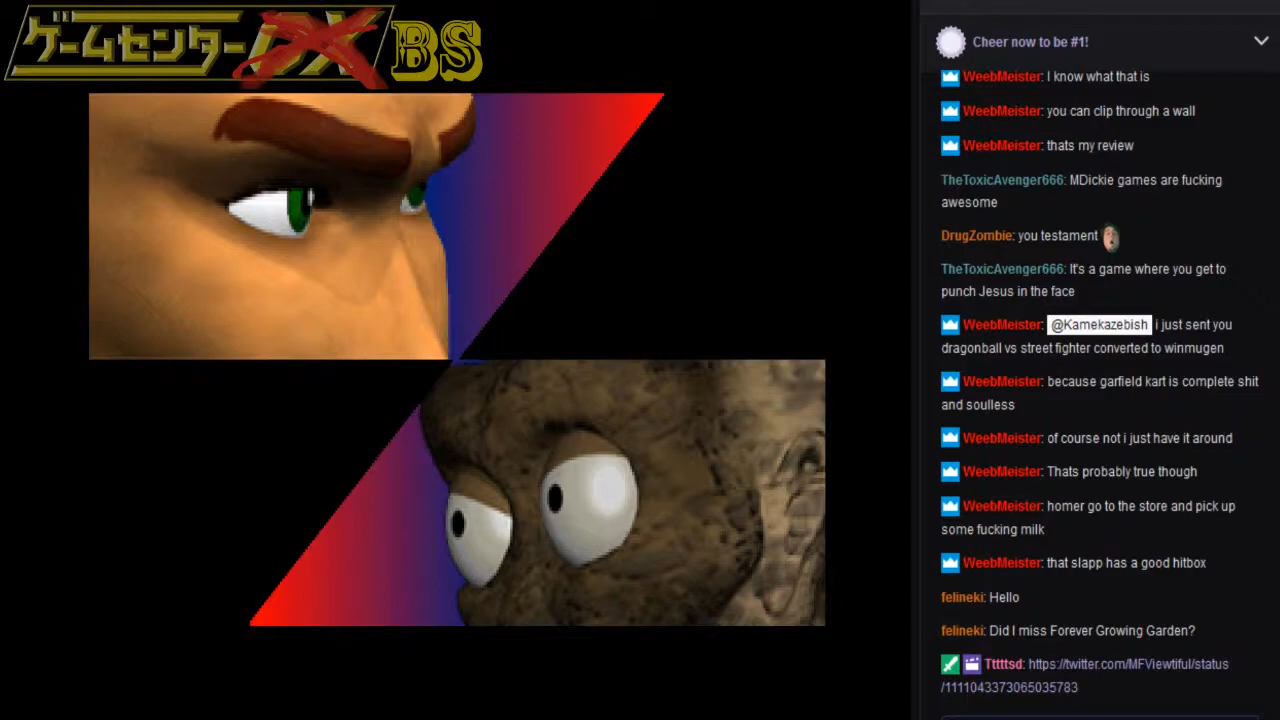 ゲームセンターDX BS
Cheer now to be #1!
WeebMeister: I know what that is
WeebMeister: you can clip through a wall
WeebMeister: thats my review
TheToxicAvenger666: MDickie games are fucking
awesome
DrugZombie: you testament
TheToxicAvenger666: It's a game where you get to
punch Jesus in the face
WeebMeister: @Kamekazebish i just sent you
dragonball vs street fighter converted to winmugen
WeebMeister: because garfield kart is complete shit
and soulless
WeebMeister: of course not i just have it around
WeebMeister: Thats probably true though
WeebMeister: homer go to the store and pick up
some fucking milk
WeebMeister: that slapp has a good hitbox
felineki: Hello
felineki: Did I miss Forever Growing Garden?
Tttttsd: https://twitter.com/MFViewtiful/status
/1111043373065035783